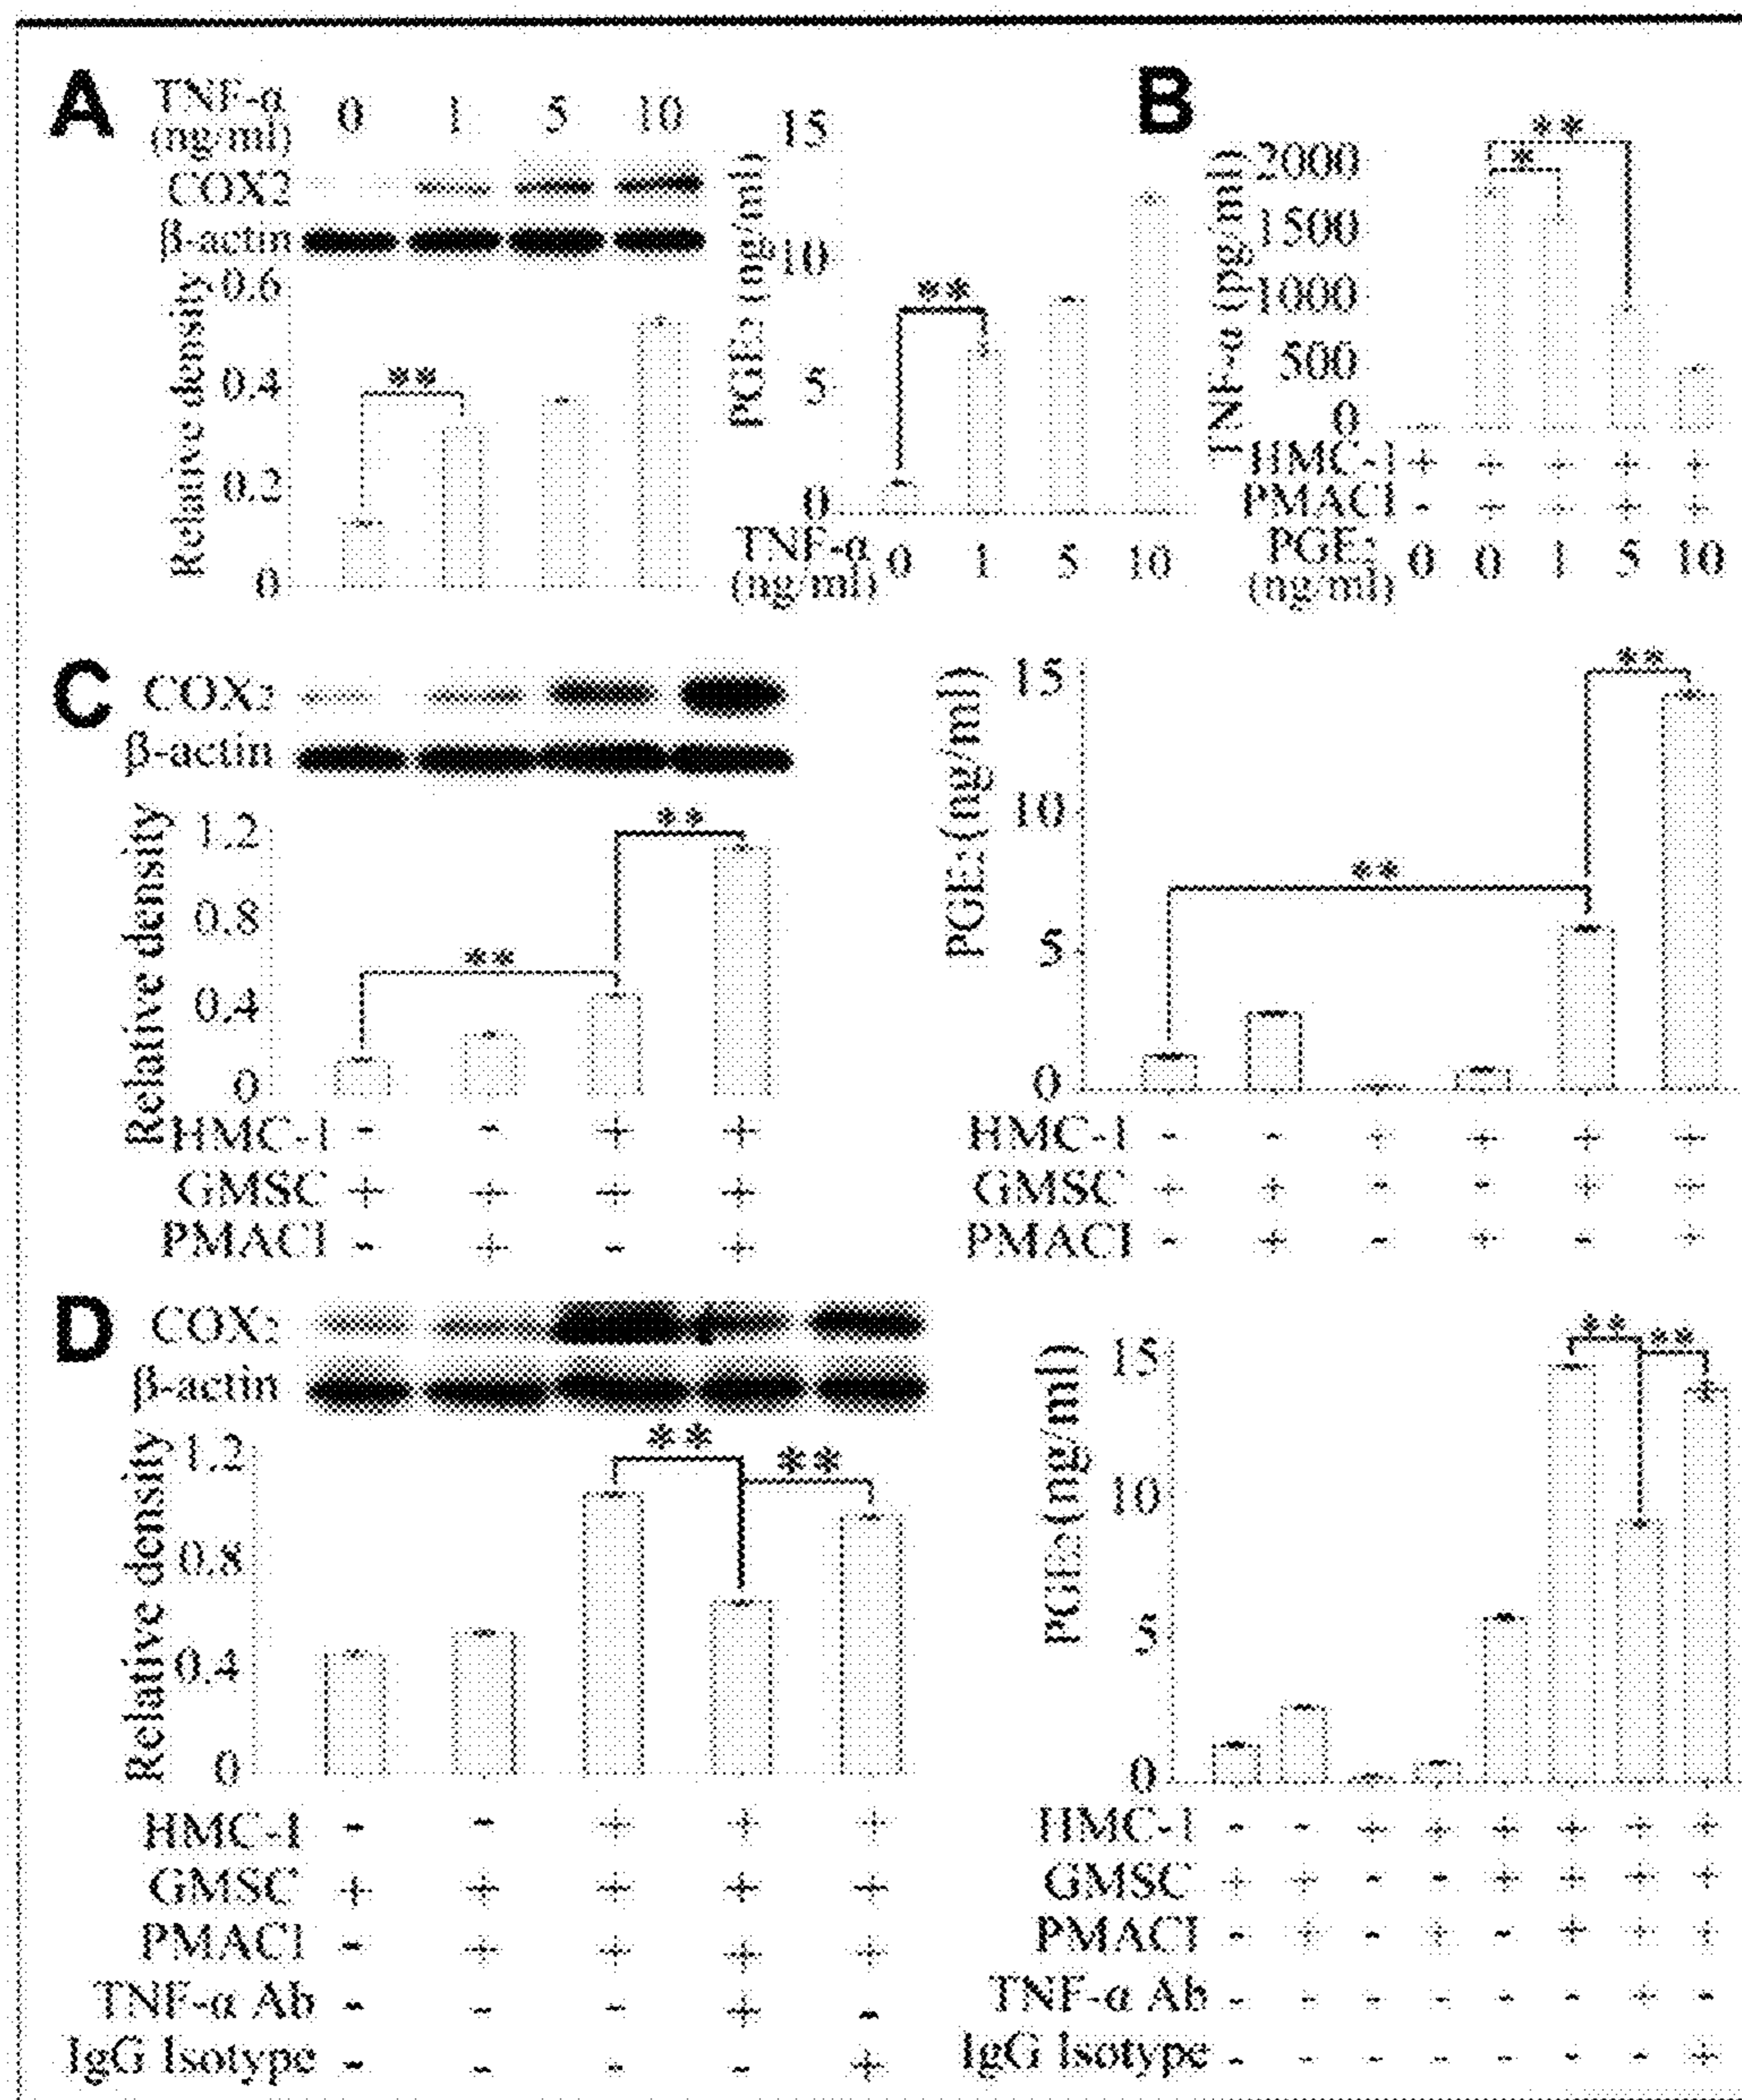 A
TNF-α (ng/ml) 0 1 5 10
COX2
β-actin
Relative density
0.6
0.4
0.2
0
**
PGE2 (ng/ml)
15
10
5
0
**
TNF-α (ng/ml) 0 1 5 10
B
TNF-α (pg/ml)
2000
1500
1000
500
0
**
*
HMC-1 + + + + +
PMACI - + + + +
PGE2 (ng/ml) 0 0 1 5 10
C
COX2
β-actin
Relative density
1.2
0.8
0.4
0
**
**
HMC-1 - - + +
GMSC + + + +
PMACI - + - +
PGE2 (ng/ml)
15
10
5
0
**
**
HMC-1 - - + + + +
GMSC + + - - + +
PMACI - + - + - +
D
COX2
β-actin
Relative density
1.2
0.8
0.4
0
** **
HMC-1 - - + + +
GMSC + + + + +
PMACI - + + + +
TNF-α Ab - - - + -
IgG Isotype - - - - +
PGE2 (ng/ml)
15
10
5
0
** **
HMC-1 - - + + + + + +
GMSC + + - - + + + +
PMACI - + - + - + + +
TNF-α Ab - - - - - - + -
IgG Isotype - - - - - - - +